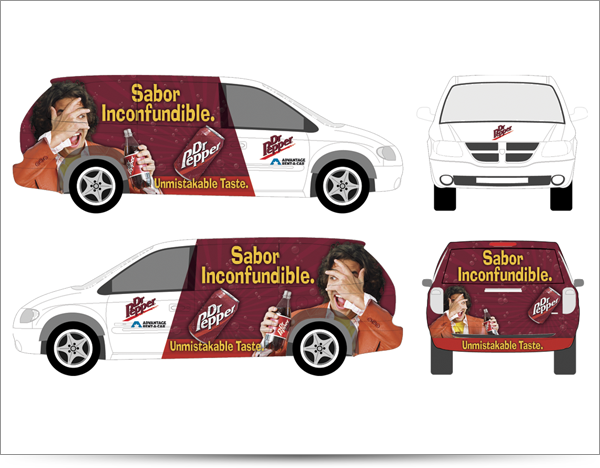 Sabor
Inconfundible.
Dr Pepper
Dr
Pepper
ADVANTAGE
RENT-A-CAR
Unmistakable Taste.
Dr
Pepper
Sabor
Inconfundible.
Dr
Pepper
Dr Pepper
ADVANTAGE
RENT-A-CAR
Unmistakable Taste.
Sabor
Inconfundible.
Dr Pepper
Unmistakable Taste.